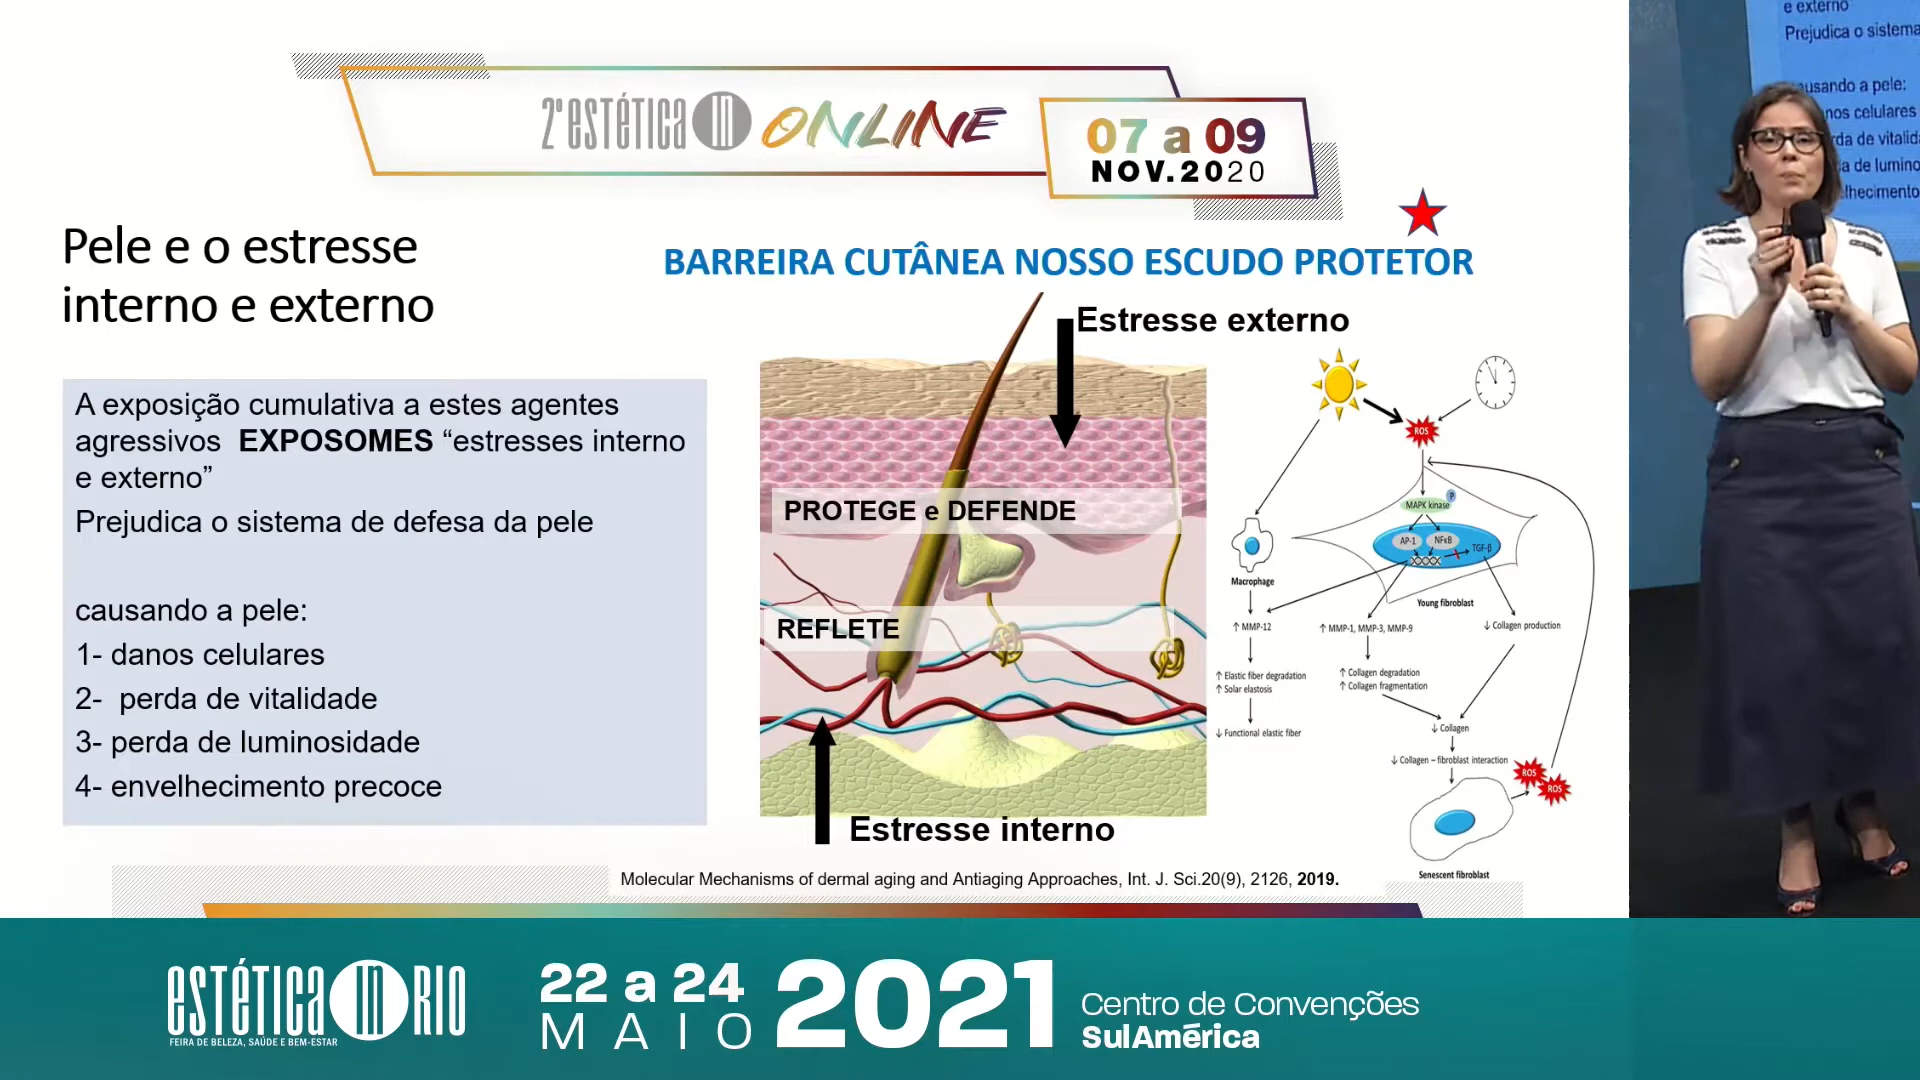 2º ESTÉTICA IN ONLINE
07 a 09
NOV.2020
Pele e o estresse
interno e externo
BARREIRA CUTÂNEA NOSSO ESCUDO PROTETOR
A exposição cumulativa a estes agentes
agressivos EXPOSOMES “estresses interno
e externo”
Prejudica o sistema de defesa da pele
causando a pele:
1- danos celulares
2- perda de vitalidade
3- perda de luminosidade
4- envelhecimento precoce
Estresse externo
PROTEGE e DEFENDE
REFLETE
Estresse interno
ROS
MAPK kinase
P
AP-1
NFκB
TGF-β
Macrophage
Young fibroblast
↑ MMP-12
↑ MMP-1, MMP-3, MMP-9
↓ Collagen production
↑ Elastic fiber degradation
↑ Solar elastosis
↑ Collagen degradation
↑ Collagen fragmentation
↓ Functional elastic fiber
↓ Collagen
↓ Collagen – fibroblast interaction
ROS
ROS
Senescent fibroblast
Molecular Mechanisms of dermal aging and Antiaging Approaches, Int. J. Sci.20(9), 2126, 2019.
e externo”
Prejudica o sistema
causando a pele:
nos celulares
rda de vitalid
a de lumino
lhecimento
ESTÉTICA IN RIO
FEIRA DE BELEZA, SAÚDE E BEM-ESTAR
22 a 24
MAIO
2021
Centro de Convenções
SulAmérica